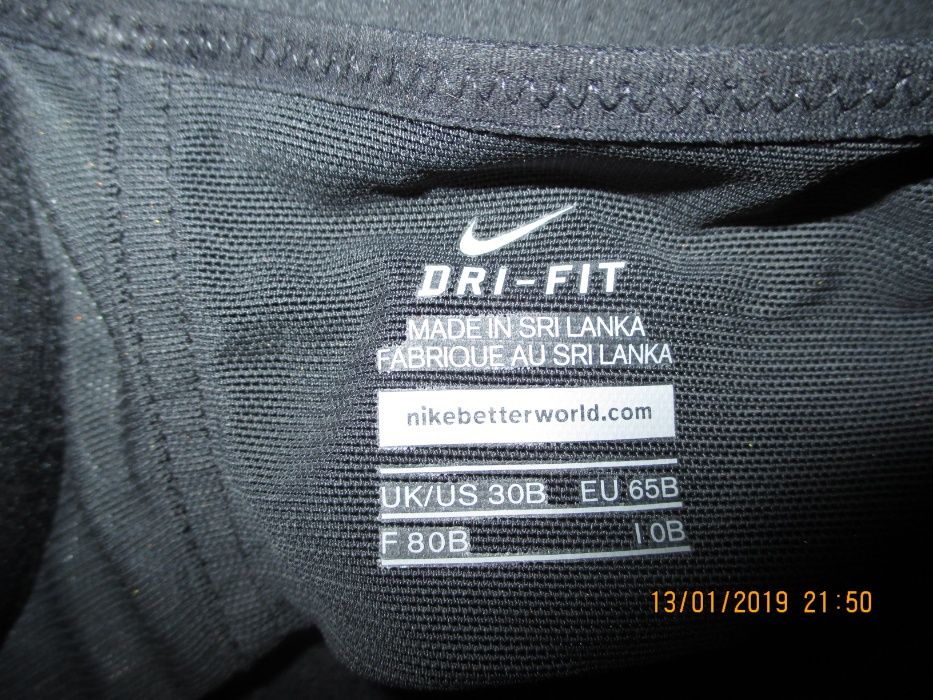 DRI-FIT
MADE IN SRI LANKA
FABRIQUE AU SRI LANKA
nikebetterworld.com
UK/US 30B EU 65B
F 80B I 0B
13/01/2019 21:50